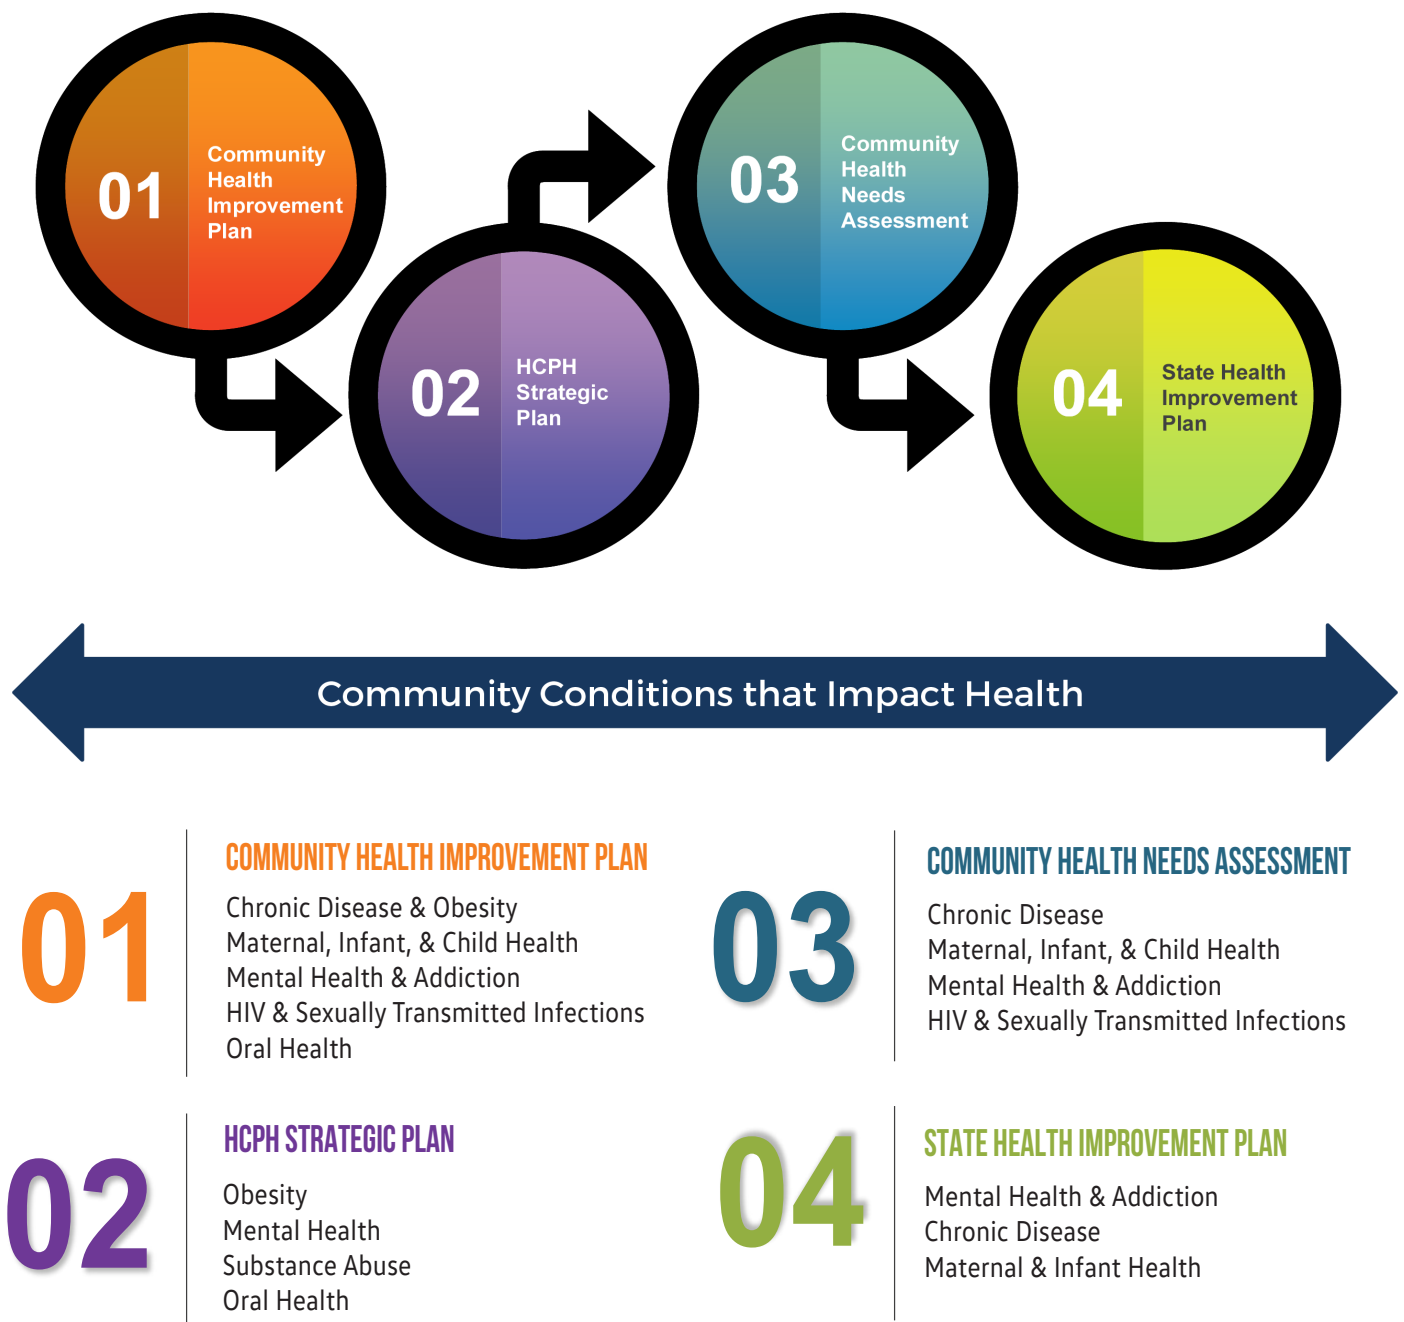 01
Community
Health
Improvement
Plan
02
HCPH
Strategic
Plan
03
Community
Health
Needs
Assessment
04
State Health
Improvement
Plan
Community Conditions that Impact Health
01
COMMUNITY HEALTH IMPROVEMENT PLAN
Chronic Disease & Obesity
Maternal, Infant, & Child Health
Mental Health & Addiction
HIV & Sexually Transmitted Infections
Oral Health
02
HCPH STRATEGIC PLAN
Obesity
Mental Health
Substance Abuse
Oral Health
03
COMMUNITY HEALTH NEEDS ASSESSMENT
Chronic Disease
Maternal, Infant, & Child Health
Mental Health & Addiction
HIV & Sexually Transmitted Infections
04
STATE HEALTH IMPROVEMENT PLAN
Mental Health & Addiction
Chronic Disease
Maternal & Infant Health